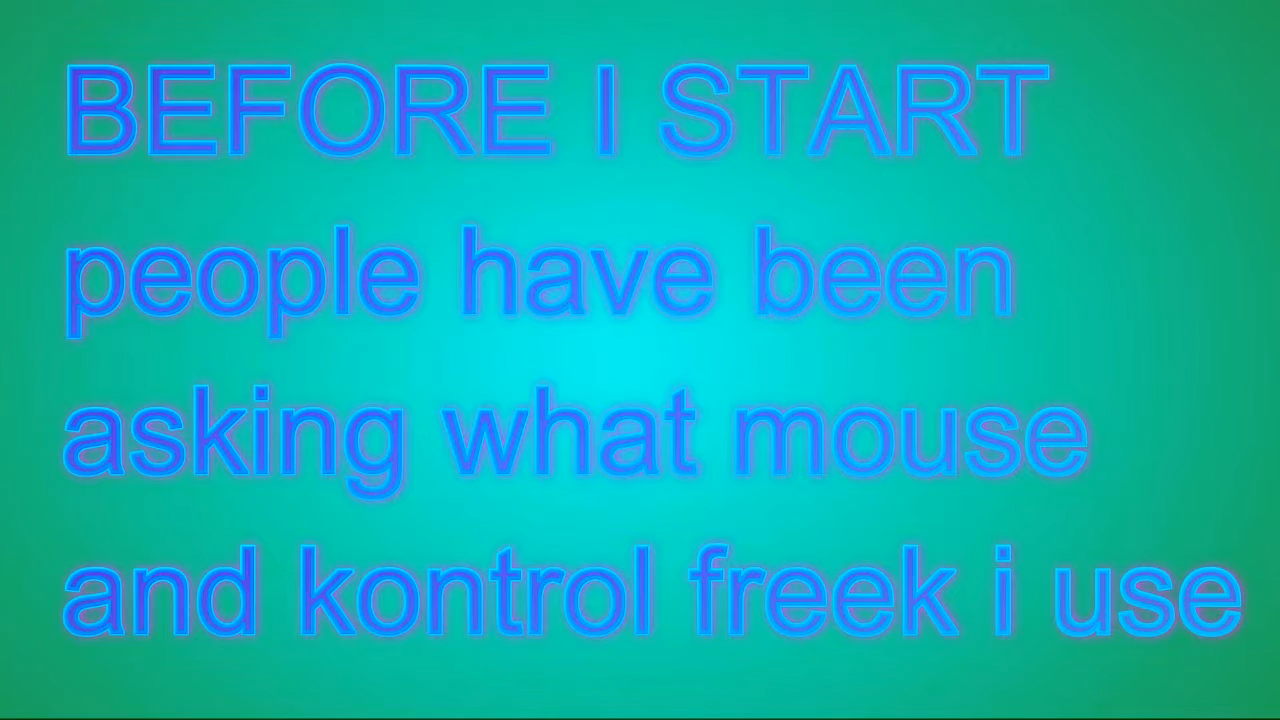 BEFORE I START
people have been
asking what mouse
and kontrol freek i use